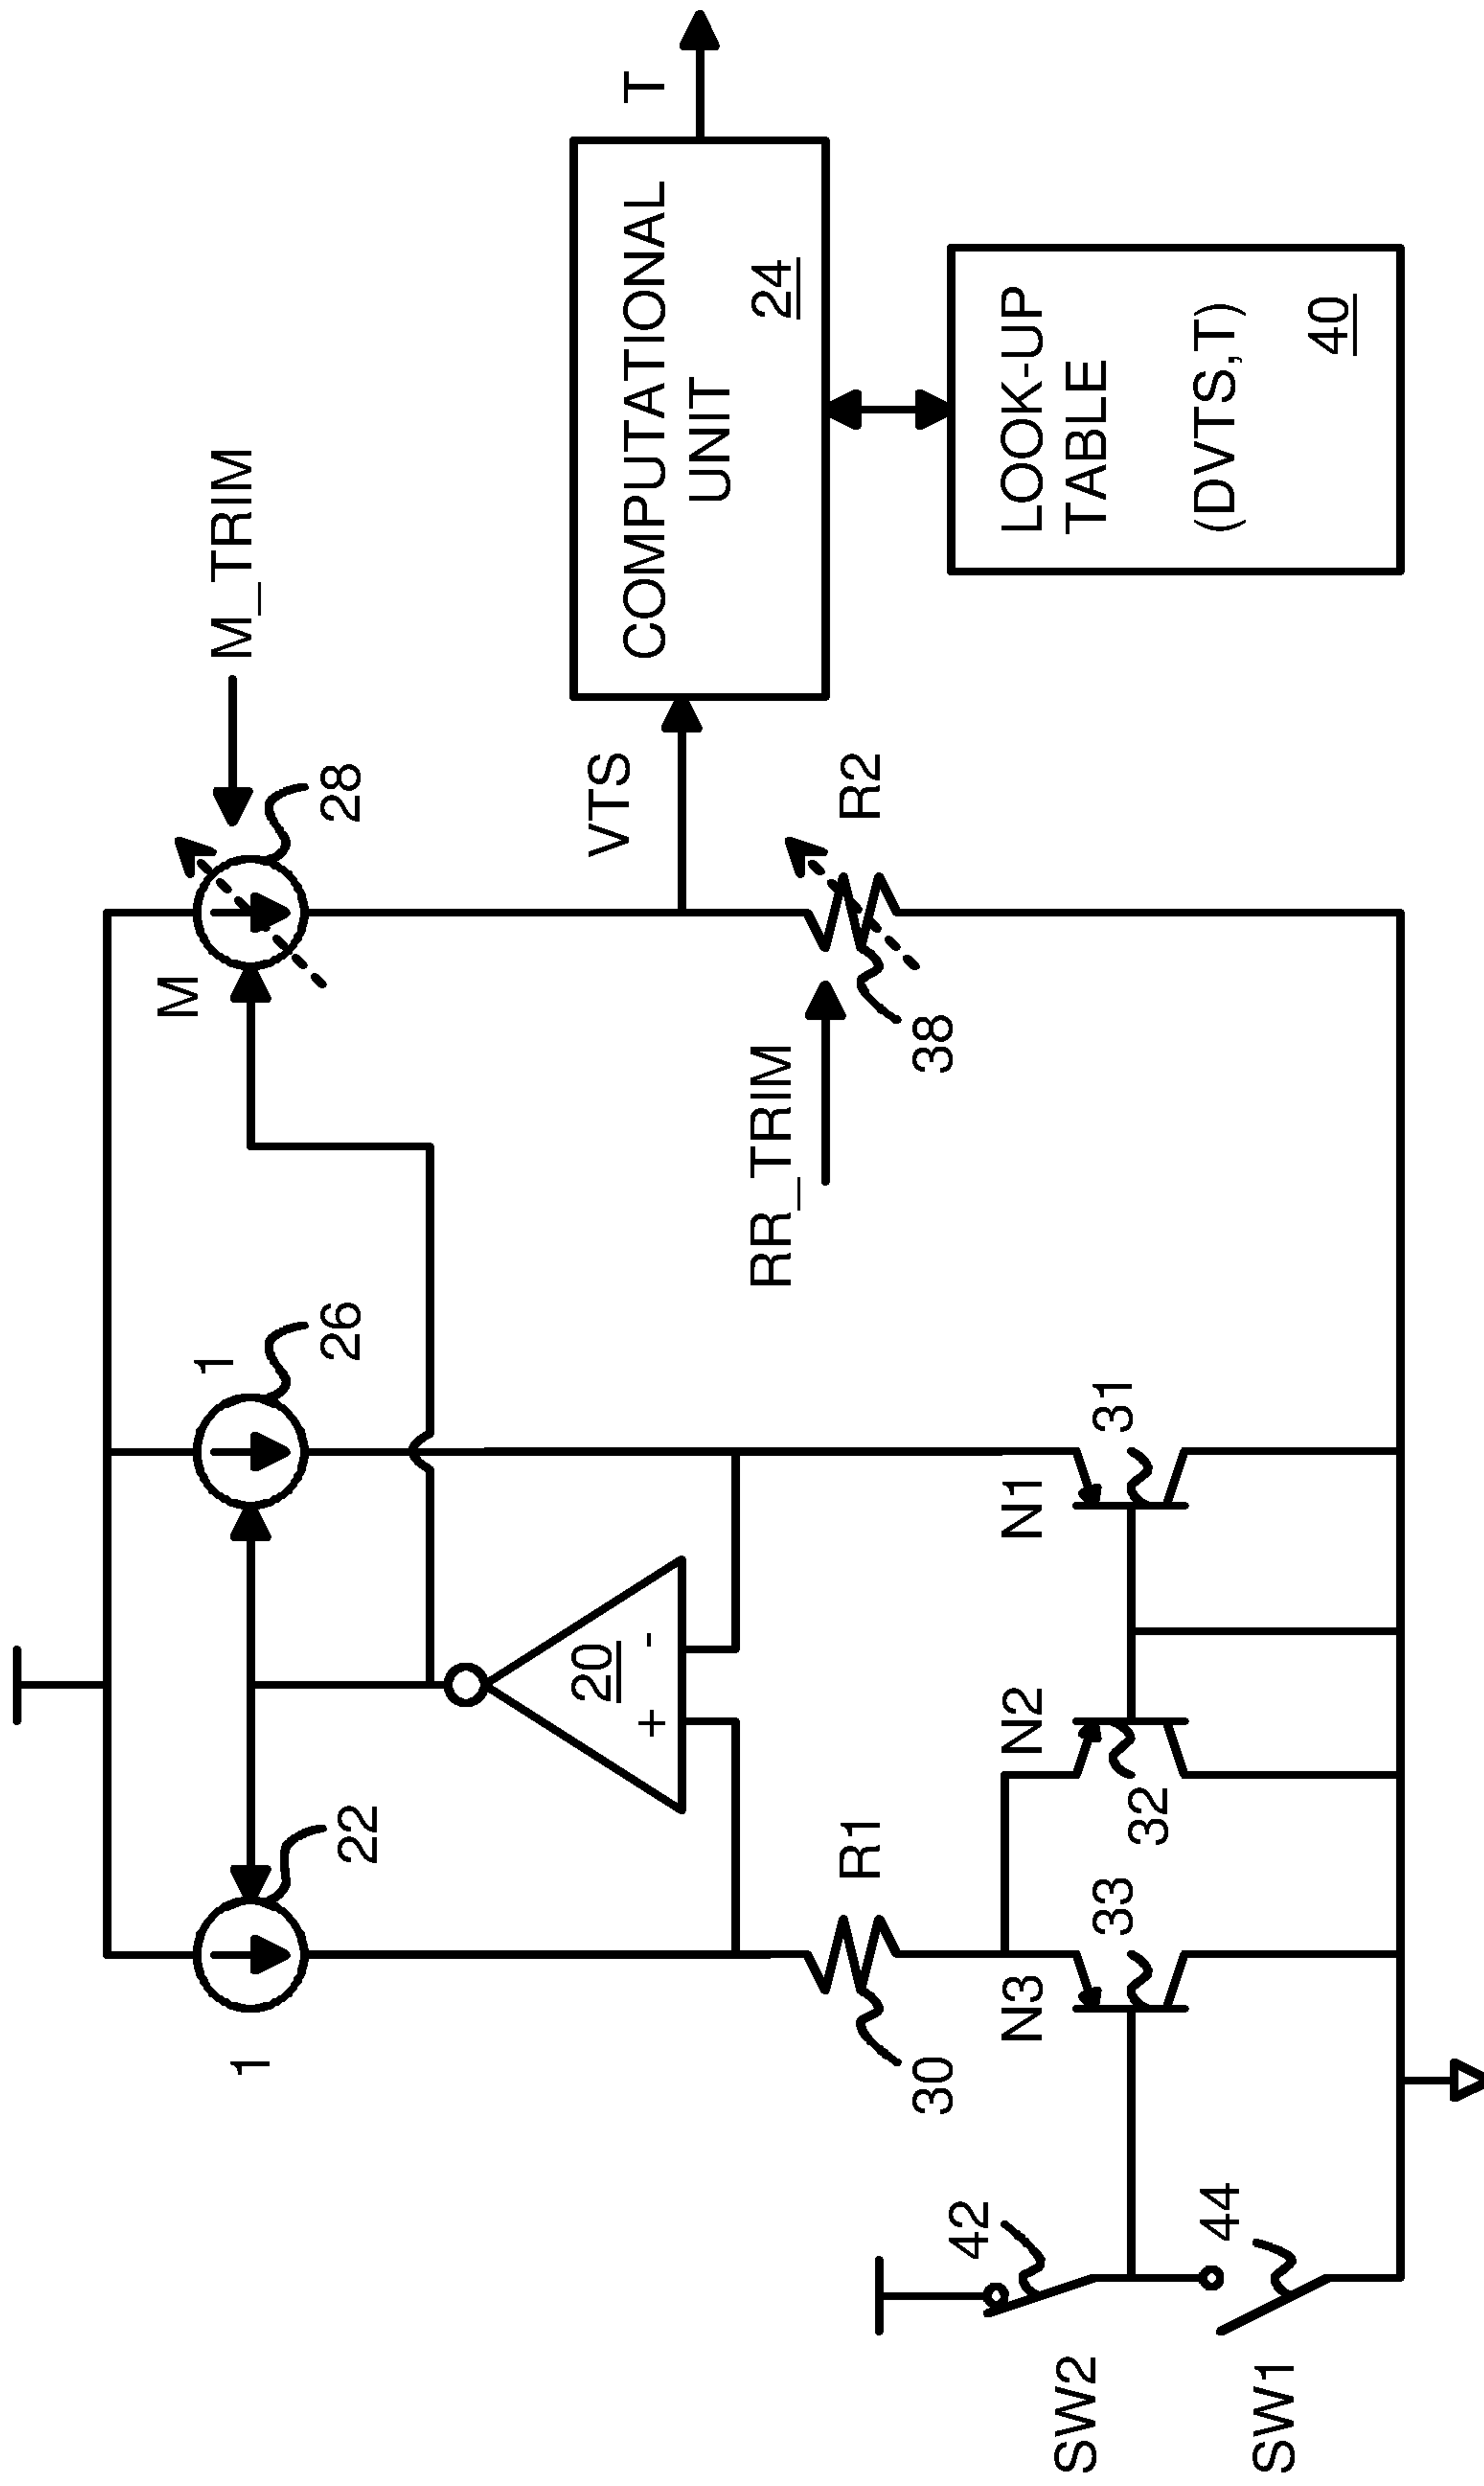 M_TRIM
M
28
1
26
22
1
T
COMPUTATIONAL
UNIT
24
VTS
20
+ -
R2
38
RR_TRIM
R1
30
LOOK-UP
TABLE
(DVTS,T)
40
N1
31
N2
32
N3
33
42
SW2
44
SW1